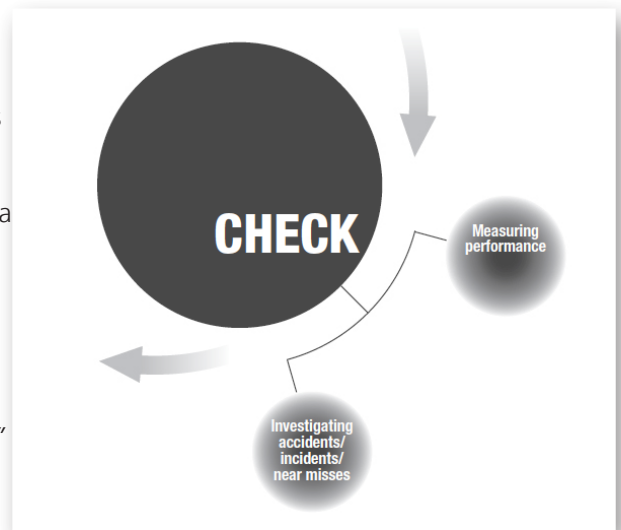 CHECK
Measuring
performance
Investigating
accidents/
incidents/
near misses
a
”